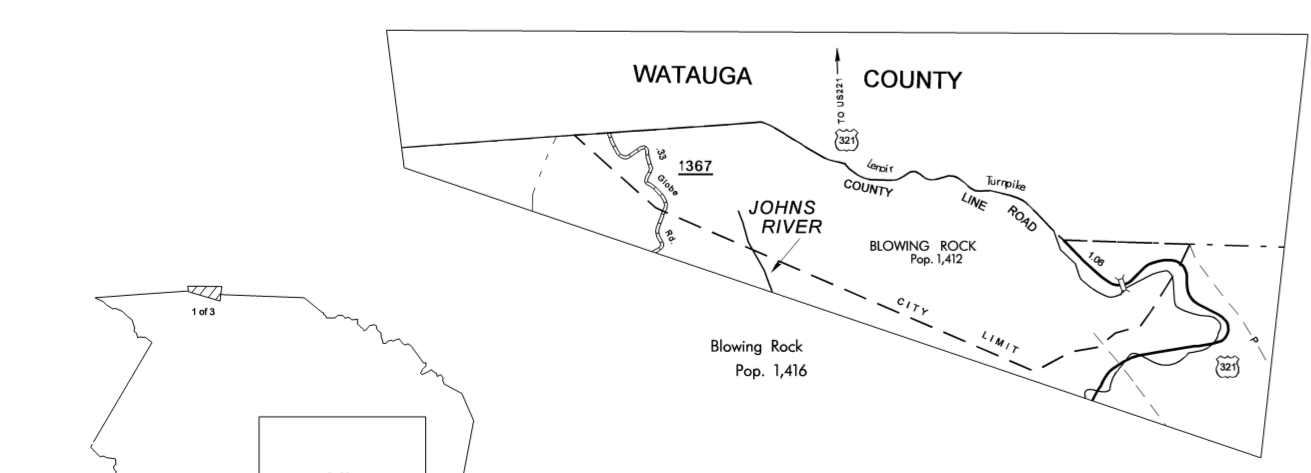 WATAUGA COUNTY
TO US221
321
.33
1367
Globe
Rd.
Lenoir Turnpike
COUNTY LINE ROAD
JOHNS
RIVER
BLOWING ROCK
Pop. 1,412
1.06
CITY LIMIT
P
321
1 of 3
Blowing Rock
Pop. 1,416